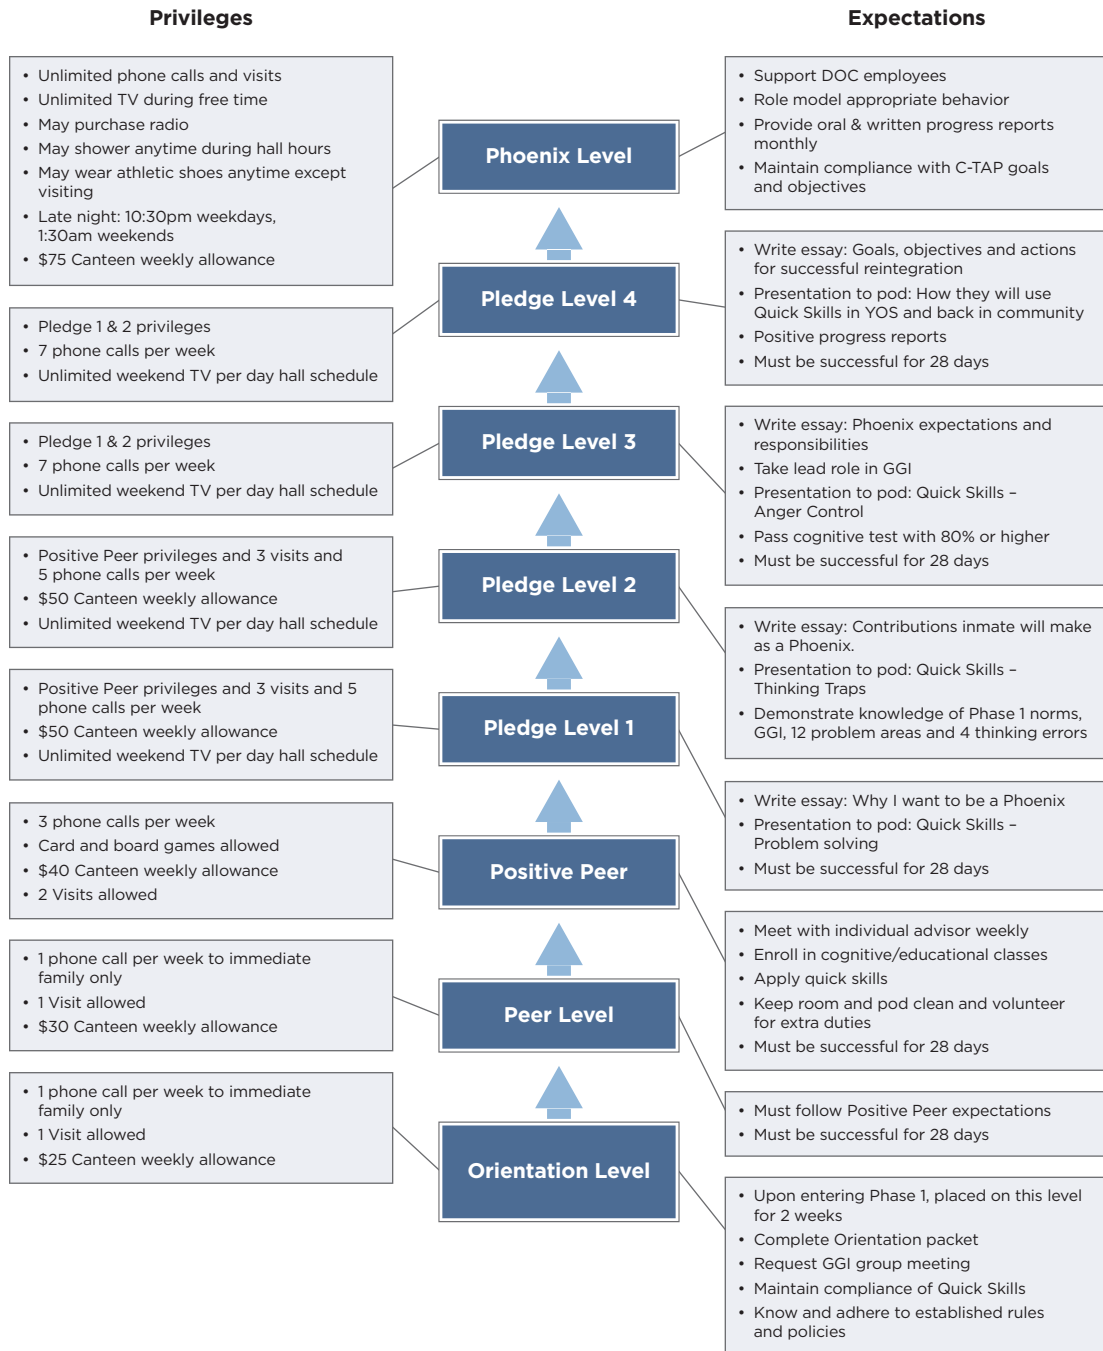 Privileges
Expectations
• Unlimited phone calls and visits
• Unlimited TV during free time
• May purchase radio
• May shower anytime during hall hours
• May wear athletic shoes anytime except
visiting
• Late night: 10:30pm weekdays,
1:30am weekends
• $75 Canteen weekly allowance
Phoenix Level
• Support DOC employees
• Role model appropriate behavior
• Provide oral & written progress reports
monthly
• Maintain compliance with C-TAP goals
and objectives
• Pledge 1 & 2 privileges
• 7 phone calls per week
• Unlimited weekend TV per day hall schedule
Pledge Level 4
• Write essay: Goals, objectives and actions
for successful reintegration
• Presentation to pod: How they will use
Quick Skills in YOS and back in community
• Positive progress reports
• Must be successful for 28 days
• Pledge 1 & 2 privileges
• 7 phone calls per week
• Unlimited weekend TV per day hall schedule
Pledge Level 3
• Write essay: Phoenix expectations and
responsibilities
• Take lead role in GGI
• Presentation to pod: Quick Skills –
Anger Control
• Pass cognitive test with 80% or higher
• Must be successful for 28 days
• Positive Peer privileges and 3 visits and
5 phone calls per week
• $50 Canteen weekly allowance
• Unlimited weekend TV per day hall schedule
Pledge Level 2
• Write essay: Contributions inmate will make
as a Phoenix.
• Presentation to pod: Quick Skills –
Thinking Traps
• Demonstrate knowledge of Phase 1 norms,
GGI, 12 problem areas and 4 thinking errors
• Positive Peer privileges and 3 visits and 5
phone calls per week
• $50 Canteen weekly allowance
• Unlimited weekend TV per day hall schedule
Pledge Level 1
• Write essay: Why I want to be a Phoenix
• Presentation to pod: Quick Skills –
Problem solving
• Must be successful for 28 days
• 3 phone calls per week
• Card and board games allowed
• $40 Canteen weekly allowance
• 2 Visits allowed
Positive Peer
• Meet with individual advisor weekly
• Enroll in cognitive/educational classes
• Apply quick skills
• Keep room and pod clean and volunteer
for extra duties
• Must be successful for 28 days
• 1 phone call per week to immediate
family only
• 1 Visit allowed
• $30 Canteen weekly allowance
Peer Level
• Must follow Positive Peer expectations
• Must be successful for 28 days
• 1 phone call per week to immediate
family only
• 1 Visit allowed
• $25 Canteen weekly allowance
Orientation Level
• Upon entering Phase 1, placed on this level
for 2 weeks
• Complete Orientation packet
• Request GGI group meeting
• Maintain compliance of Quick Skills
• Know and adhere to established rules
and policies